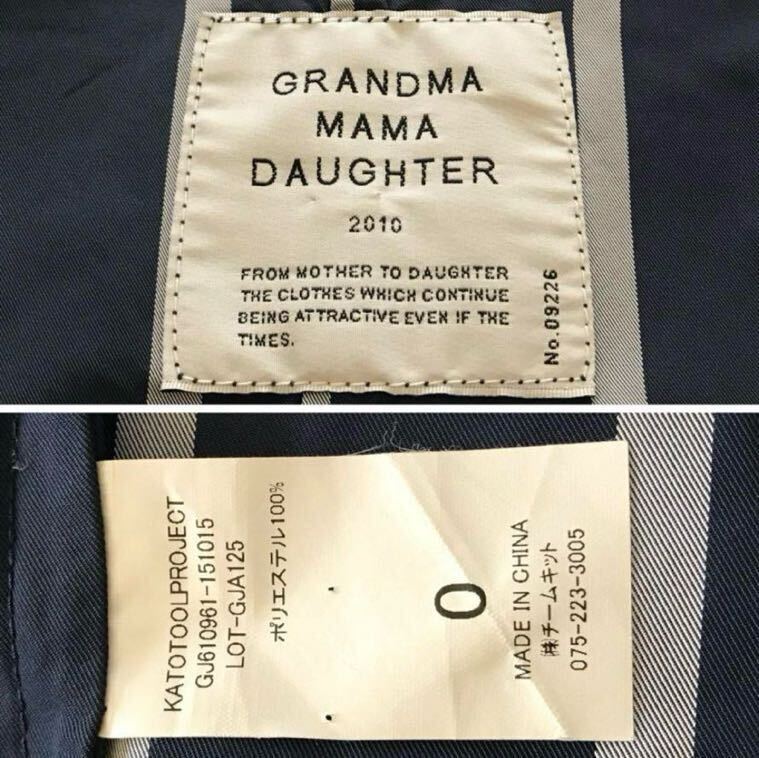 GRANDMA
MAMA
DAUGHTER
2010
FROM MOTHER TO DAUGHTER
THE CLOTHES WHICH CONTINUE
BEING ATTRACTIVE EVEN IF THE
TIMES.
No.09226
KATOTOOLPROJECT
GJ610961-151015
LOT-GJA125
ポリエステル100%
0
MADE IN CHINA
㈱チームキット
075-223-3005